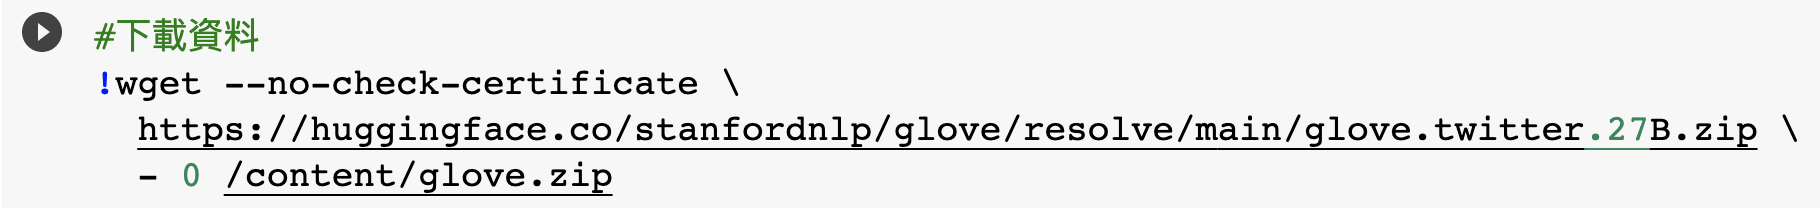 #下載資料
!wget --no-check-certificate \
https://huggingface.co/stanfordnlp/glove/resolve/main/glove.twitter.27B.zip \
- 0 /content/glove.zip